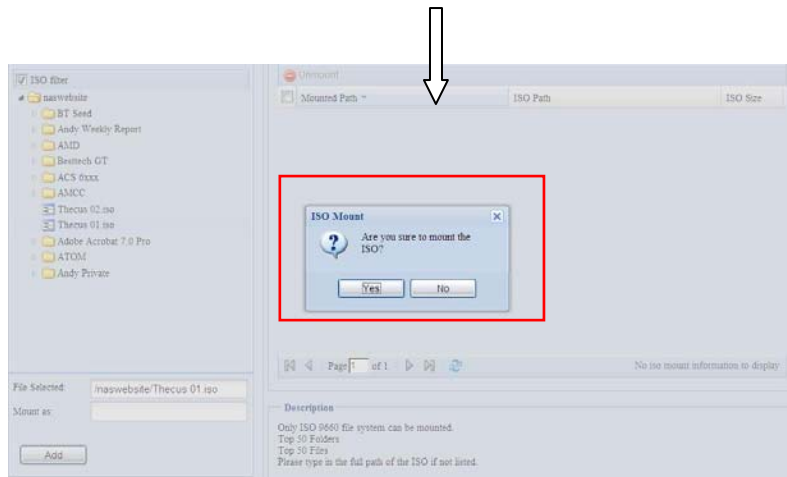 ISO filter
naswebsite
BT Seed
Andy Weekly Report
AMD
Besttech GT
ACS 6xxx
AMCC
Thecus 02.iso
Thecus 01.iso
Adobe Acrobat 7.0 Pro
ATOM
Andy Private
File Selected: /naswebsite/Thecus 01.iso
Mount as:
Add
Unmount
Mounted Path ISO Path ISO Size
ISO Mount
Are you sure to mount the
ISO?
Yes No
Page 1 of 1 No iso mount information to display
Description
Only ISO 9660 file system can be mounted.
Top 50 Folders
Top 50 Files
Please type in the full path of the ISO if not listed.